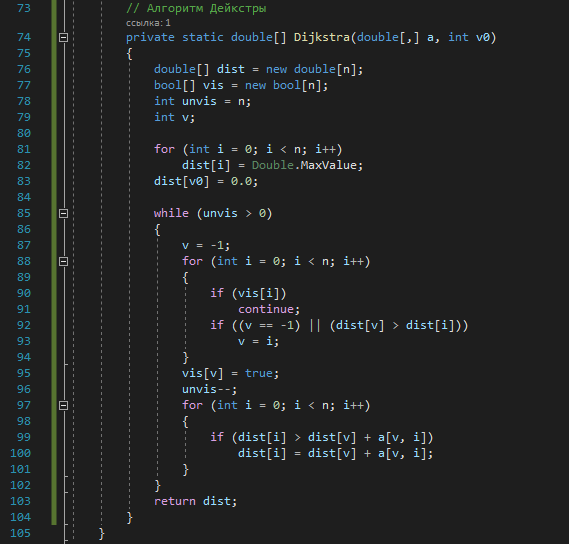 73 // Алгоритм Дейкстры
ссылка: 1
74 private static double[] Dijkstra(double[,] a, int v0)
75 {
76 double[] dist = new double[n];
77 bool[] vis = new bool[n];
78 int unvis = n;
79 int v;
80
81 for (int i = 0; i < n; i++)
82 dist[i] = Double.MaxValue;
83 dist[v0] = 0.0;
84
85 while (unvis > 0)
86 {
87 v = -1;
88 for (int i = 0; i < n; i++)
89 {
90 if (vis[i])
91 continue;
92 if ((v == -1) || (dist[v] > dist[i]))
93 v = i;
94 }
95 vis[v] = true;
96 unvis--;
97 for (int i = 0; i < n; i++)
98 {
99 if (dist[i] > dist[v] + a[v, i])
100 dist[i] = dist[v] + a[v, i];
101 }
102 }
103 return dist;
104 }
105 }